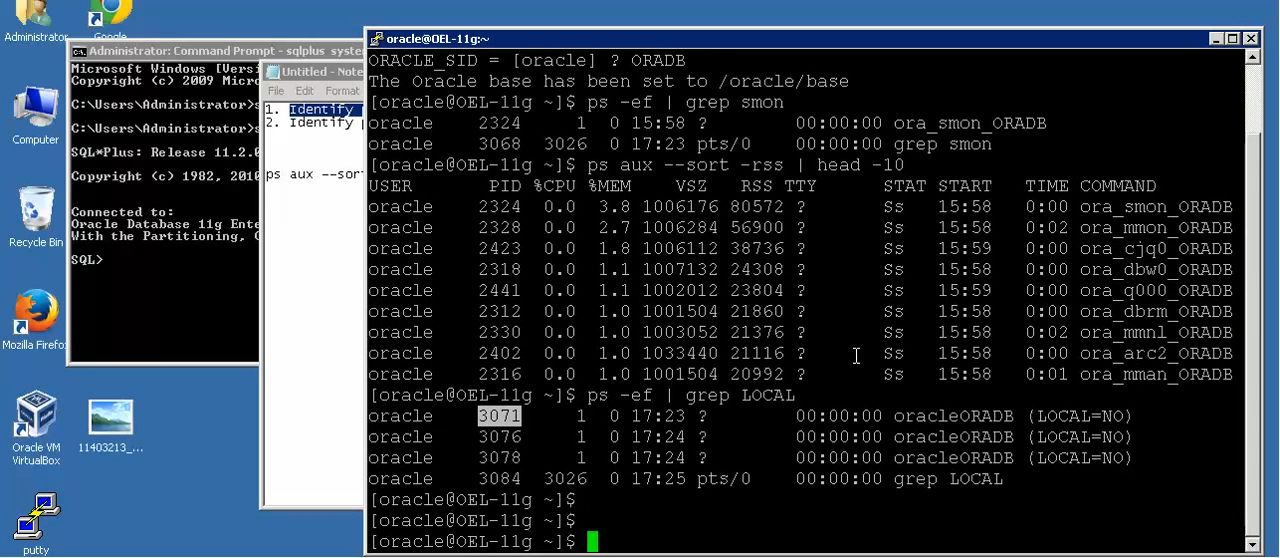 Administrator
Google
Computer
Recycle Bin
Mozilla Firefo
Oracle VM
VirtualBox
11403213_...
putty
Administrator: Command Prompt - sqlplus syste
Microsoft Windows [Vers
Copyright (c) 2009 Micro
C:\Users\Administrator>s
C:\Users\Administrator>s
SQL*Plus: Release 11.2.0
Copyright (c) 1982, 2010
Connected to:
Oracle Database 11g Ente
With the Partitioning, O
SQL>
Untitled - Note
File Edit Format
1. Identify
2. Identify
ps aux --sort
oracle@OEL-11g:~
ORACLE_SID = [oracle] ? ORADB
The Oracle base has been set to /oracle/base
[oracle@OEL-11g ~]$ ps -ef | grep smon
oracle 2324 1 0 15:58 ? 00:00:00 ora_smon_ORADB
oracle 3068 3026 0 17:23 pts/0 00:00:00 grep smon
[oracle@OEL-11g ~]$ ps aux --sort -rss | head -10
USER PID %CPU %MEM VSZ RSS TTY STAT START TIME COMMAND
oracle 2324 0.0 3.8 1006176 80572 ? Ss 15:58 0:00 ora_smon_ORADB
oracle 2328 0.0 2.7 1006284 56900 ? Ss 15:58 0:02 ora_mmon_ORADB
oracle 2423 0.0 1.8 1006112 38736 ? Ss 15:59 0:00 ora_cjq0_ORADB
oracle 2318 0.0 1.1 1007132 24308 ? Ss 15:58 0:00 ora_dbw0_ORADB
oracle 2441 0.0 1.1 1002012 23804 ? Ss 15:59 0:00 ora_q000_ORADB
oracle 2312 0.0 1.0 1001504 21860 ? Ss 15:58 0:00 ora_dbrm_ORADB
oracle 2330 0.0 1.0 1003052 21376 ? Ss 15:58 0:02 ora_mmnl_ORADB
oracle 2402 0.0 1.0 1033440 21116 ? Ss 15:58 0:00 ora_arc2_ORADB
oracle 2316 0.0 1.0 1001504 20992 ? Ss 15:58 0:01 ora_mman_ORADB
[oracle@OEL-11g ~]$ ps -ef | grep LOCAL
oracle 3071 1 0 17:23 ? 00:00:00 oracleORADB (LOCAL=NO)
oracle 3076 1 0 17:24 ? 00:00:00 oracleORADB (LOCAL=NO)
oracle 3078 1 0 17:24 ? 00:00:00 oracleORADB (LOCAL=NO)
oracle 3084 3026 0 17:25 pts/0 00:00:00 grep LOCAL
[oracle@OEL-11g ~]$
[oracle@OEL-11g ~]$
[oracle@OEL-11g ~]$